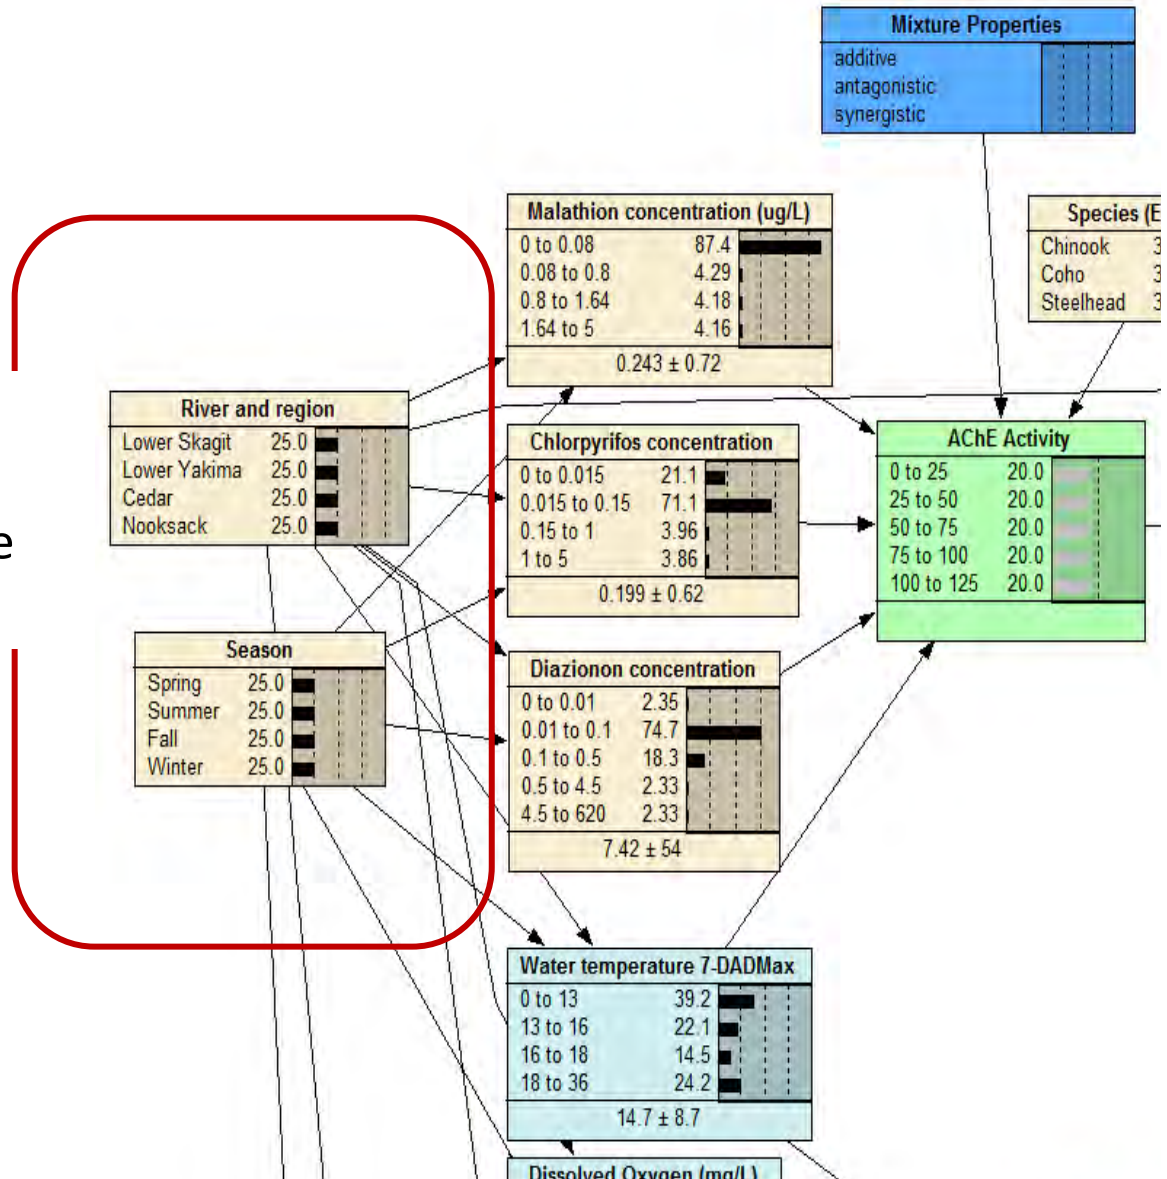 Mixture Properties
additive
antagonistic
synergistic
Malathion concentration (ug/L)
0 to 0.08 87.4
0.08 to 0.8 4.29
0.8 to 1.64 4.18
1.64 to 5 4.16
0.243 ± 0.72
Species (E
Chinook 3
Coho 3
Steelhead 3
River and region
Lower Skagit 25.0
Lower Yakima 25.0
Cedar 25.0
Nooksack 25.0
Chlorpyrifos concentration
0 to 0.015 21.1
0.015 to 0.15 71.1
0.15 to 1 3.96
1 to 5 3.86
0.199 ± 0.62
AChE Activity
0 to 25 20.0
25 to 50 20.0
50 to 75 20.0
75 to 100 20.0
100 to 125 20.0
e
Season
Spring 25.0
Summer 25.0
Fall 25.0
Winter 25.0
Diazionon concentration
0 to 0.01 2.35
0.01 to 0.1 74.7
0.1 to 0.5 18.3
0.5 to 4.5 2.33
4.5 to 620 2.33
7.42 ± 54
Water temperature 7-DADMax
0 to 13 39.2
13 to 16 22.1
16 to 18 14.5
18 to 36 24.2
14.7 ± 8.7
Dissolved Oxygen (mg/L)